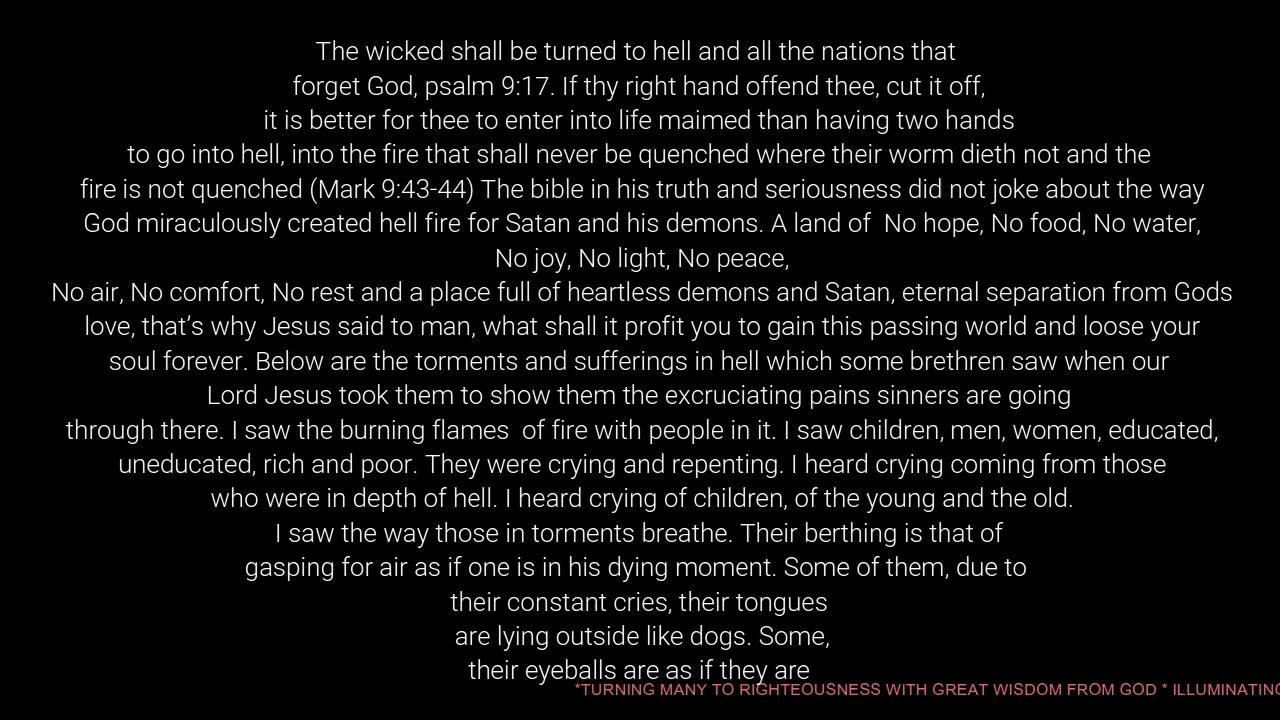 The wicked shall be turned to hell and all the nations that
forget God, psalm 9:17. If thy right hand offend thee, cut it off,
it is better for thee to enter into life maimed than having two hands
to go into hell, into the fire that shall never be quenched where their worm dieth not and the
fire is not quenched (Mark 9:43-44) The bible in his truth and seriousness did not joke about the way
God miraculously created hell fire for Satan and his demons. A land of  No hope, No food, No water,
No joy, No light, No peace,
No air, No comfort, No rest and a place full of heartless demons and Satan, eternal separation from Gods
love, that’s why Jesus said to man, what shall it profit you to gain this passing world and loose your
soul forever. Below are the torments and sufferings in hell which some brethren saw when our
Lord Jesus took them to show them the excruciating pains sinners are going
through there. I saw the burning flames  of fire with people in it. I saw children, men, women, educated,
uneducated, rich and poor. They were crying and repenting. I heard crying coming from those
who were in depth of hell. I heard crying of children, of the young and the old.
I saw the way those in torments breathe. Their berthing is that of
gasping for air as if one is in his dying moment. Some of them, due to
their constant cries, their tongues
are lying outside like dogs. Some,
their eyeballs are as if they are
*TURNING MANY TO RIGHTEOUSNESS WITH GREAT WISDOM FROM GOD * ILLUMINATING